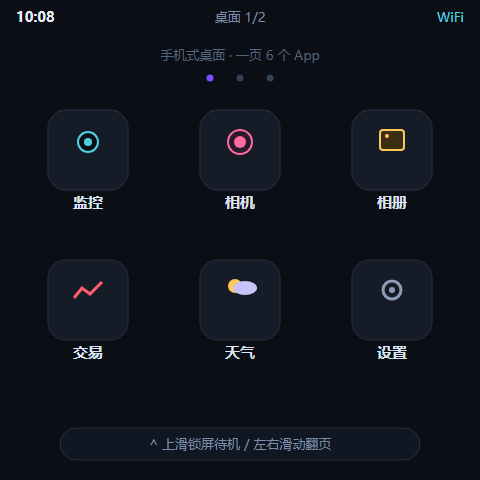 10:08 桌面 1/2 WiFi
手机式桌面 · 一页 6 个 App
监控 相机 相册
交易 天气 设置
^ 上滑锁屏待机 / 左右滑动翻页